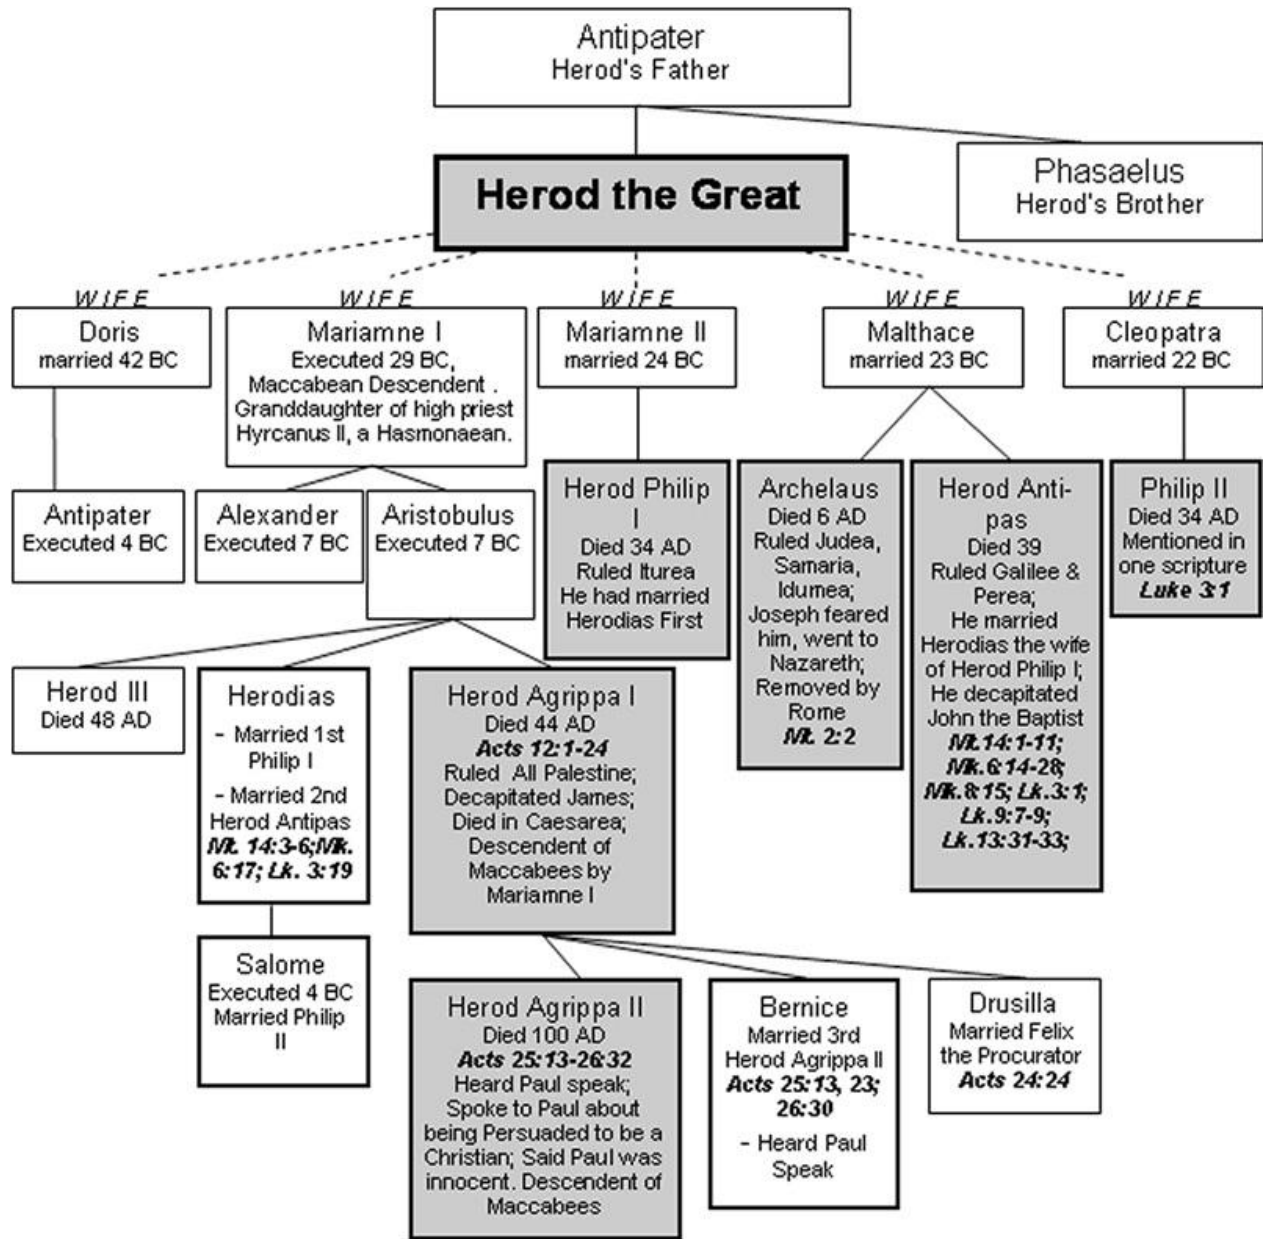 Antipater
Herod's Father
Phasaelus
Herod's Brother
Herod the Great
WIFE
Doris
married 42 BC
WIFE
Mariamne I
Executed 29 BC,
Maccabean Descendent .
Granddaughter of high priest
Hyrcanus II, a Hasmonaean.
WIFE
Mariamne II
married 24 BC
WIFE
Malthace
married 23 BC
WIFE
Cleopatra
married 22 BC
Antipater
Executed 4 BC
Alexander
Executed 7 BC
Aristobulus
Executed 7 BC
Herod Philip
I
Died 34 AD
Ruled Iturea
He had married
Herodias First
Archelaus
Died 6 AD
Ruled Judea,
Samaria,
Idumea;
Joseph feared
him, went to
Nazareth;
Removed by
Rome
Mt. 2:2
Herod Anti-
pas
Died 39
Ruled Galilee &
Perea;
He married
Herodias the wife
of Herod Philip I;
He decapitated
John the Baptist
Mt.14:1-11;
Mk.6:14-28;
Mk.8:15; Lk.3:1;
Lk.9:7-9;
Lk.13:31-33;
Philip II
Died 34 AD
Mentioned in
one scripture
Luke 3:1
Herod III
Died 48 AD
Herodias
- Married 1st
Philip I
- Married 2nd
Herod Antipas
Mt. 14:3-6;Mk.
6:17; Lk. 3:19
Herod Agrippa I
Died 44 AD
Acts 12:1-24
Ruled All Palestine;
Decapitated James;
Died in Caesarea;
Descendent of
Maccabees by
Mariamne I
Salome
Executed 4 BC
Married Philip
II
Herod Agrippa II
Died 100 AD
Acts 25:13-26:32
Heard Paul speak;
Spoke to Paul about
being Persuaded to be a
Christian; Said Paul was
innocent. Descendent of
Maccabees
Bernice
Married 3rd
Herod Agrippa II
Acts 25:13, 23;
26:30
- Heard Paul
Speak
Drusilla
Married Felix
the Procurator
Acts 24:24